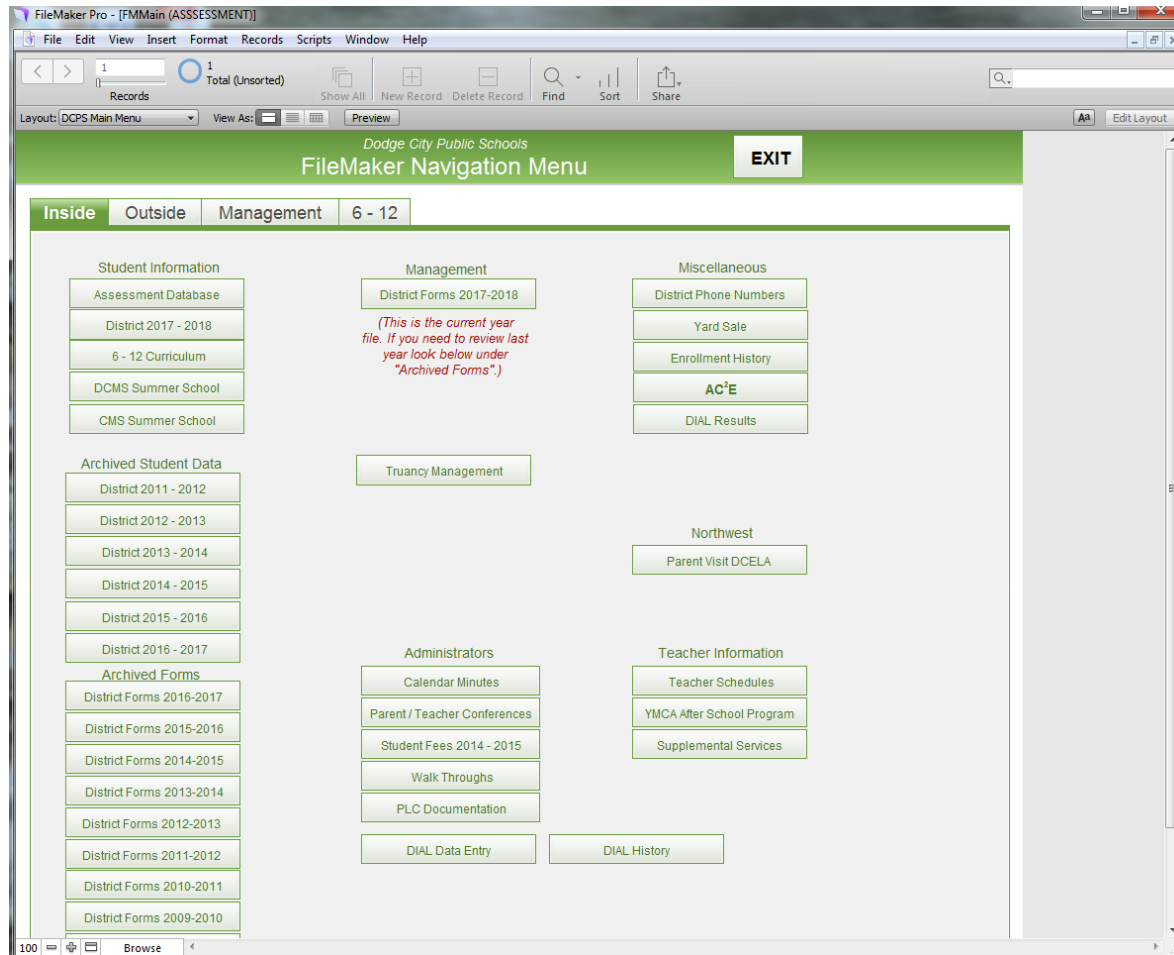 FileMaker Pro - [FMMain (ASSSESSMENT)]
File Edit View Insert Format Records Scripts Window Help
1
1
Total (Unsorted)
Records
Show All New Record Delete Record Find Sort Share
Layout: DCPS Main Menu View As: Preview Aa Edit Layout
Dodge City Public Schools
FileMaker Navigation Menu
EXIT
Inside Outside Management 6 - 12
Student Information
Assessment Database
District 2017 - 2018
6 - 12 Curriculum
DCMS Summer School
CMS Summer School
Archived Student Data
District 2011 - 2012
District 2012 - 2013
District 2013 - 2014
District 2014 - 2015
District 2015 - 2016
District 2016 - 2017
Archived Forms
District Forms 2016-2017
District Forms 2015-2016
District Forms 2014-2015
District Forms 2013-2014
District Forms 2012-2013
District Forms 2011-2012
District Forms 2010-2011
District Forms 2009-2010
Management
District Forms 2017-2018
(This is the current year
file. If you need to review last
year look below under
"Archived Forms".)
Truancy Management
Administrators
Calendar Minutes
Parent / Teacher Conferences
Student Fees 2014 - 2015
Walk Throughs
PLC Documentation
DIAL Data Entry
DIAL History
Miscellaneous
District Phone Numbers
Yard Sale
Enrollment History
AC²E
DIAL Results
Northwest
Parent Visit DCELA
Teacher Information
Teacher Schedules
YMCA After School Program
Supplemental Services
100 Browse